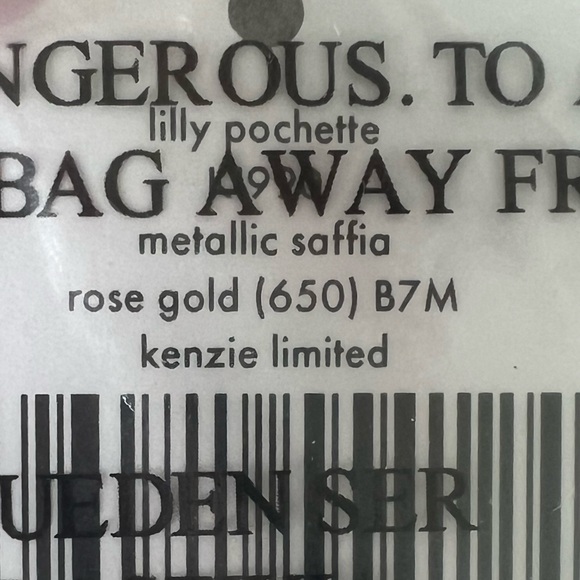 NGEROUS. TO A
lilly pochette
BAG AWAY FR
metallic saffia
rose gold (650) B7M
kenzie limited
UEDEN SER